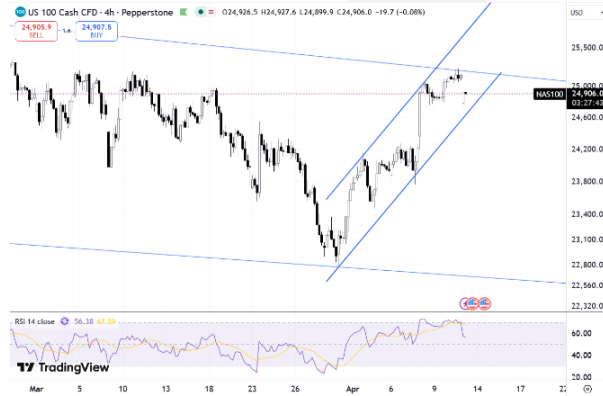 US 100 Cash CFD · 4h · Pepperstone O24,926.5 H24,927.6 L24,899.9 C24,906.0 −19.7 (−0.08%) USD
24,905.9 SELL 1.6 24,907.5 BUY
25,500.0
NAS100 24,906.0
03:27:43
24,600.0
24,200.0
23,800.0
23,400.0
23,100.0
22,800.0
22,560.0
22,320.0
RSI 14 close 56.38 67.59
60.00
40.00
20.00
TradingView
Mar 5 10 13 18 23 26 Apr 6 9 14 17 22